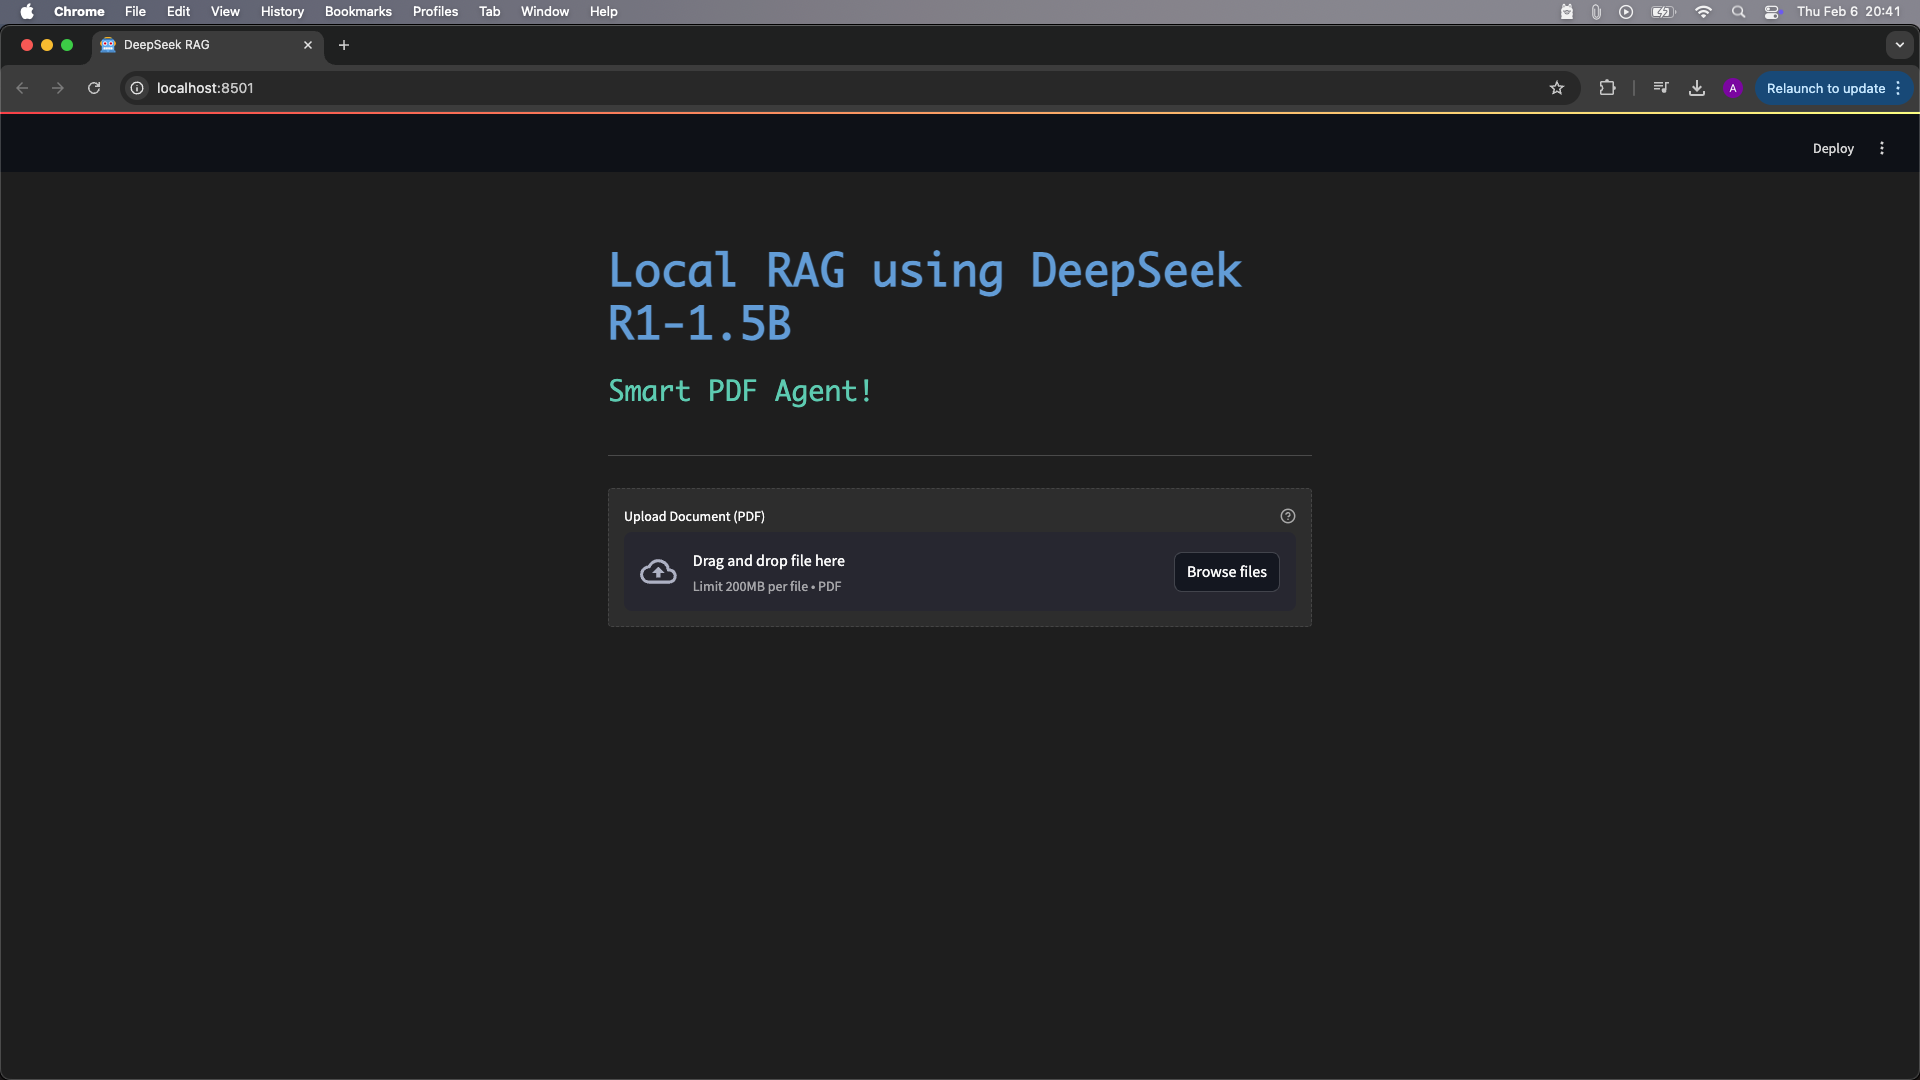 Chrome File Edit View History Bookmarks Profiles Tab Window Help Thu Feb 6 20:41
DeepSeek RAG
localhost:8501 A Relaunch to update
Deploy
Local RAG using DeepSeek
R1-1.5B
Smart PDF Agent!
Upload Document (PDF)
Drag and drop file here
Limit 200MB per file • PDF
Browse files